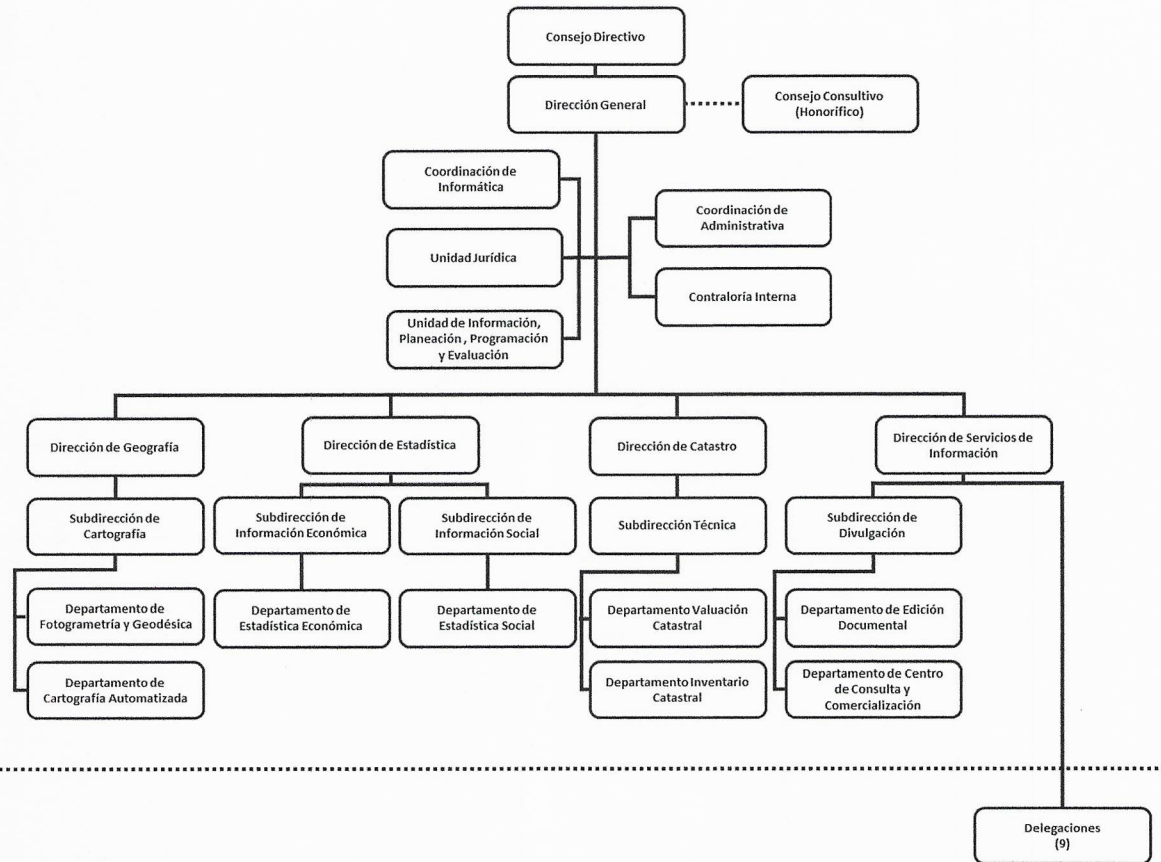 Consejo Directivo
Dirección General
Consejo Consultivo
(Honorífico)
Coordinación de
Informática
Coordinación de
Administrativa
Unidad Jurídica
Contraloría Interna
Unidad de Información,
Planeación , Programación
y Evaluación
Dirección de Geografía
Dirección de Estadística
Dirección de Catastro
Dirección de Servicios de
Información
Subdirección de
Cartografía
Subdirección de
Información Económica
Subdirección de
Información Social
Subdirección Técnica
Subdirección de
Divulgación
Departamento de
Fotogrametría y Geodésica
Departamento de
Estadística Económica
Departamento de
Estadística Social
Departamento Valuación
Catastral
Departamento de Edición
Documental
Departamento de
Cartografía Automatizada
Departamento Inventario
Catastral
Departamento de Centro
de Consulta y
Comercialización
Delegaciones
(9)